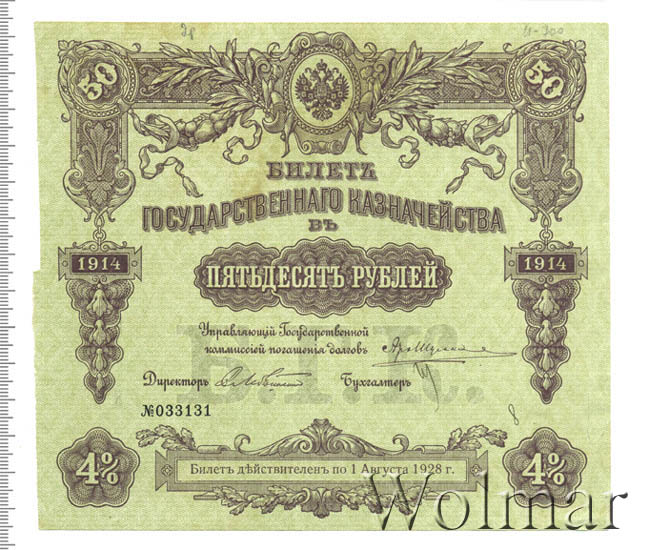 50 50
БИЛЕТЪ
ГОСУДАРСТВЕННАГО КАЗНАЧЕЙСТВА
ВЪ
1914 ПЯТЬДЕСЯТЪ РУБЛЕЙ 1914
Управляющій Государственной
коммиссіей погашенія долговъ
Директоръ Бухгалтеръ
№033131
4% 4%
Билетъ дѣйствителенъ по 1 Августа 1928 г.
Wolmar